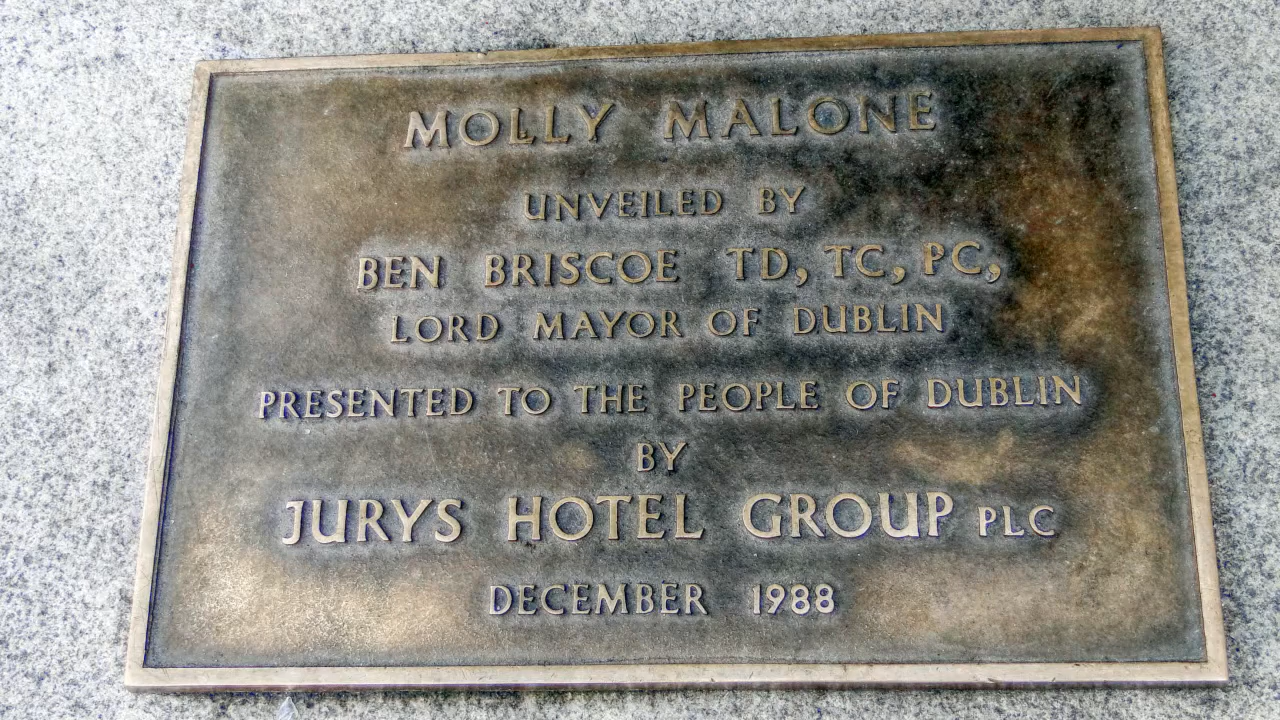 MOLLY MALONE
UNVEILED BY
BEN BRISCOE TD, TC, PC,
LORD MAYOR OF DUBLIN
PRESENTED TO THE PEOPLE OF DUBLIN
BY
JURYS HOTEL GROUP PLC
DECEMBER 1988